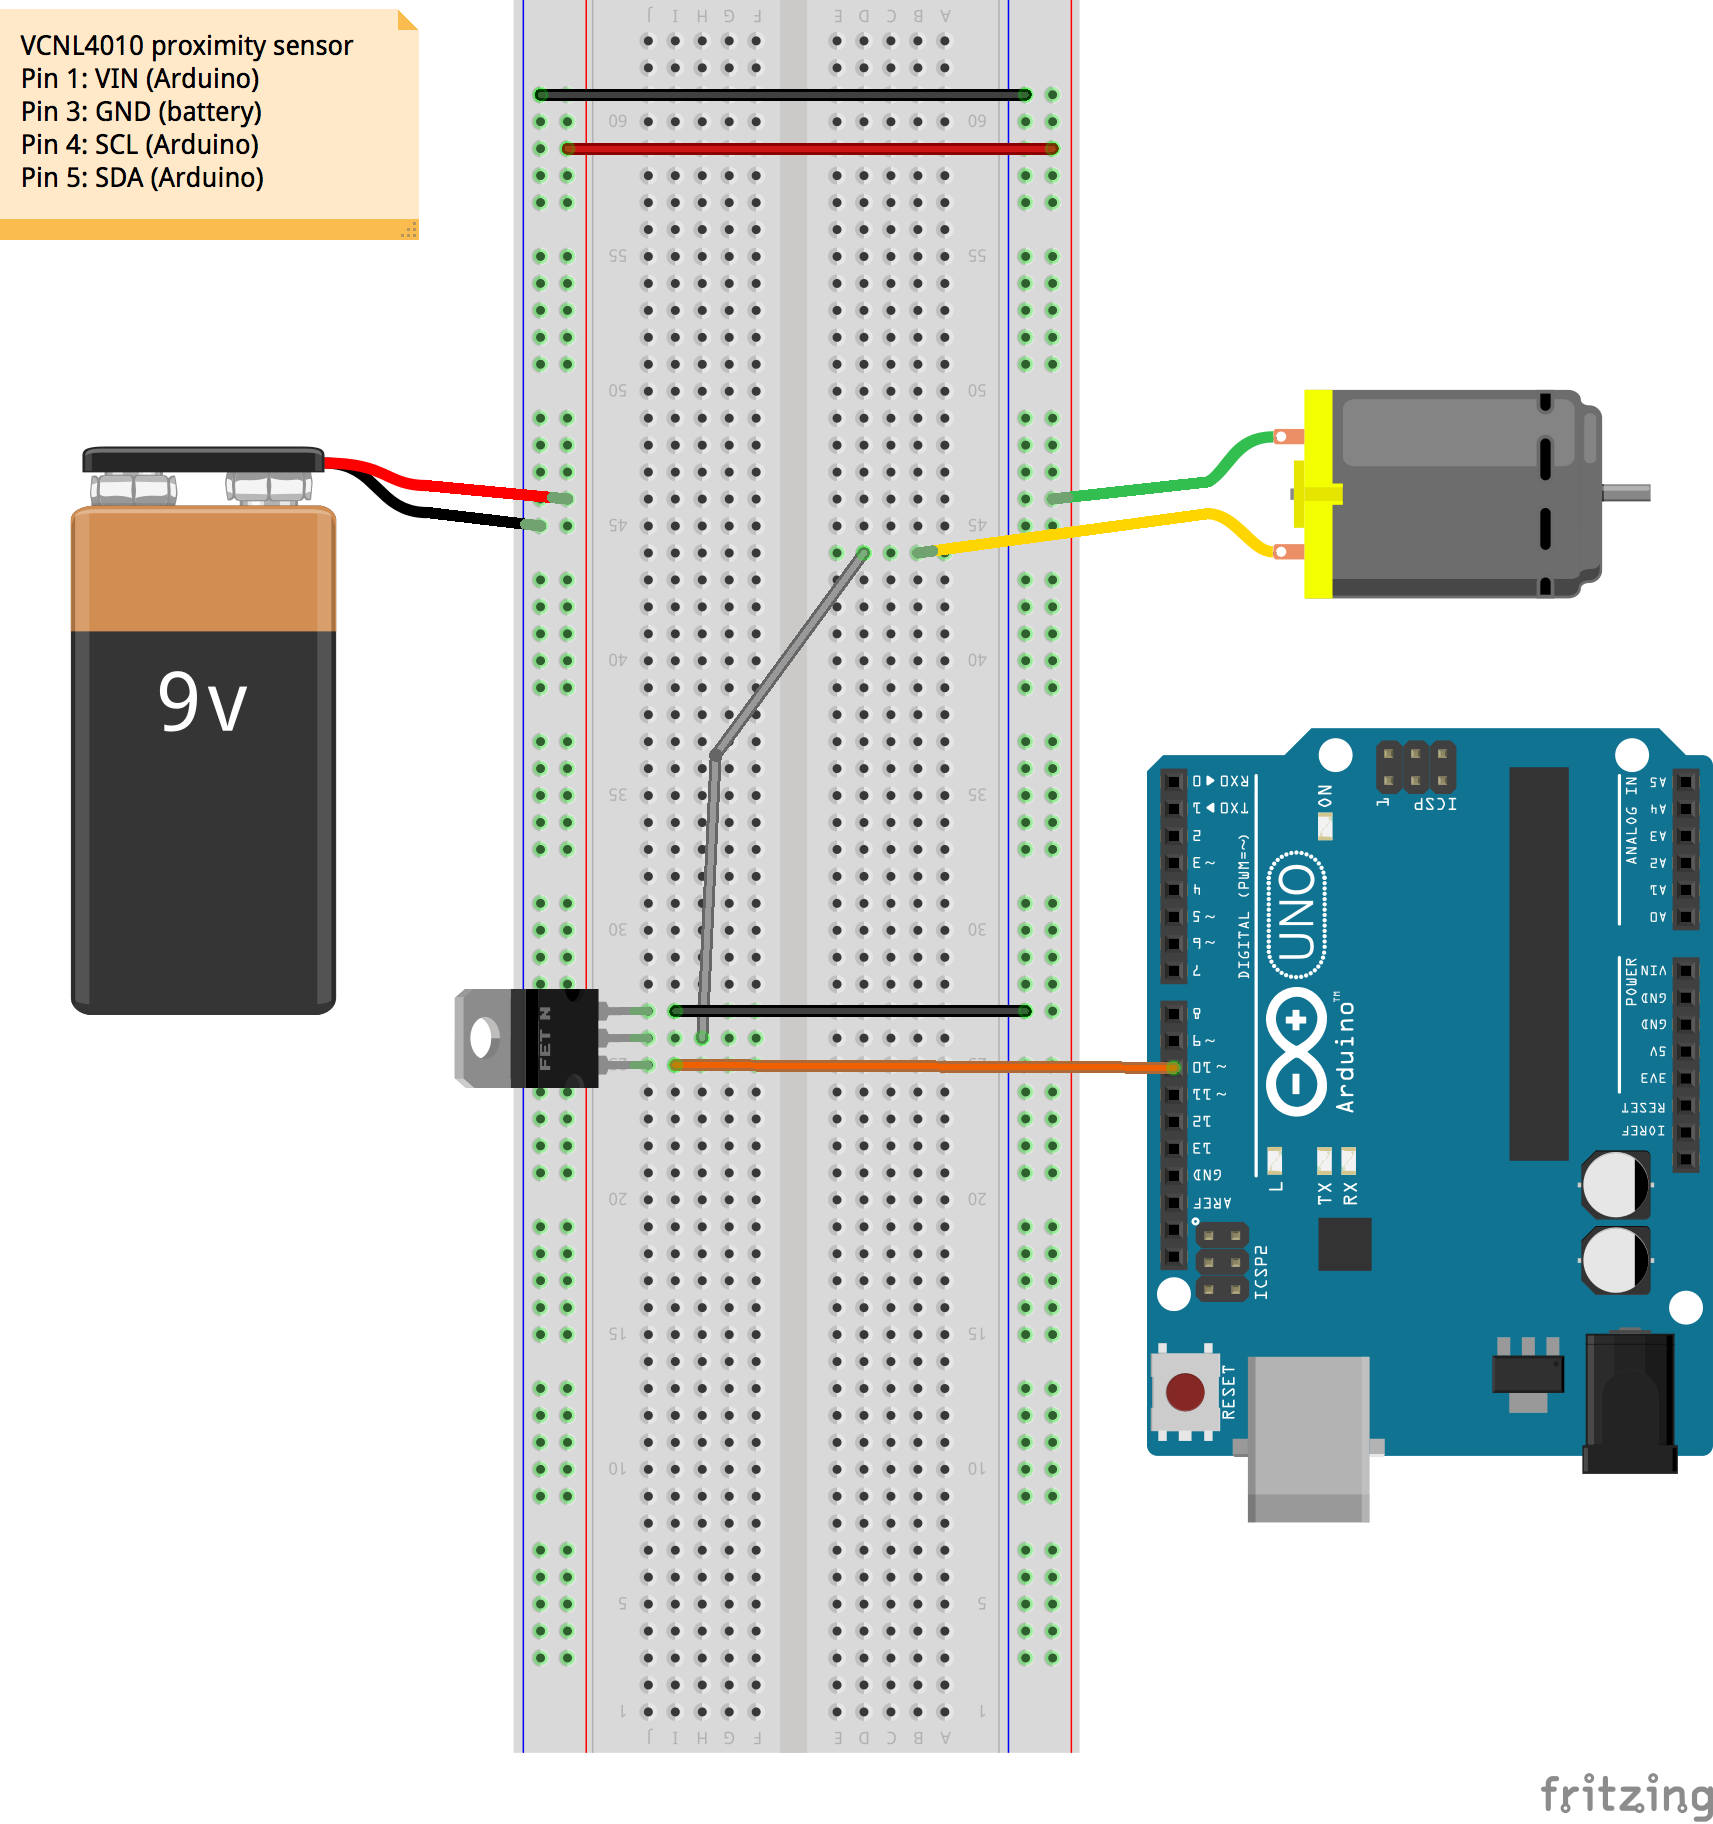 VCNL4010 proximity sensor
Pin 1: VIN (Arduino)
Pin 3: GND (battery)
Pin 4: SCL (Arduino)
Pin 5: SDA (Arduino)
J I H G F E D C B A
60 60
55 55
50 50
45 45
40 40
35 35
30 30
25 25
20 20
15 15
10 10
5 5
1 1
J I H G F E D C B A
9v
FET N
RX0 ◀ 0
TX0 ▶ 1
2
~3
4
~5
~6
7
8
~9
~10
~11
12
13
GND
AREF
DIGITAL (PWM=~)
ON
1 ICSP
UNO
Arduino™
L
TX
RX
ICSP2
RESET
ANALOG IN
A5
A4
A3
A2
A1
A0
POWER
VIN
GND
GND
5V
3V3
RESET
IOREF
fritzing